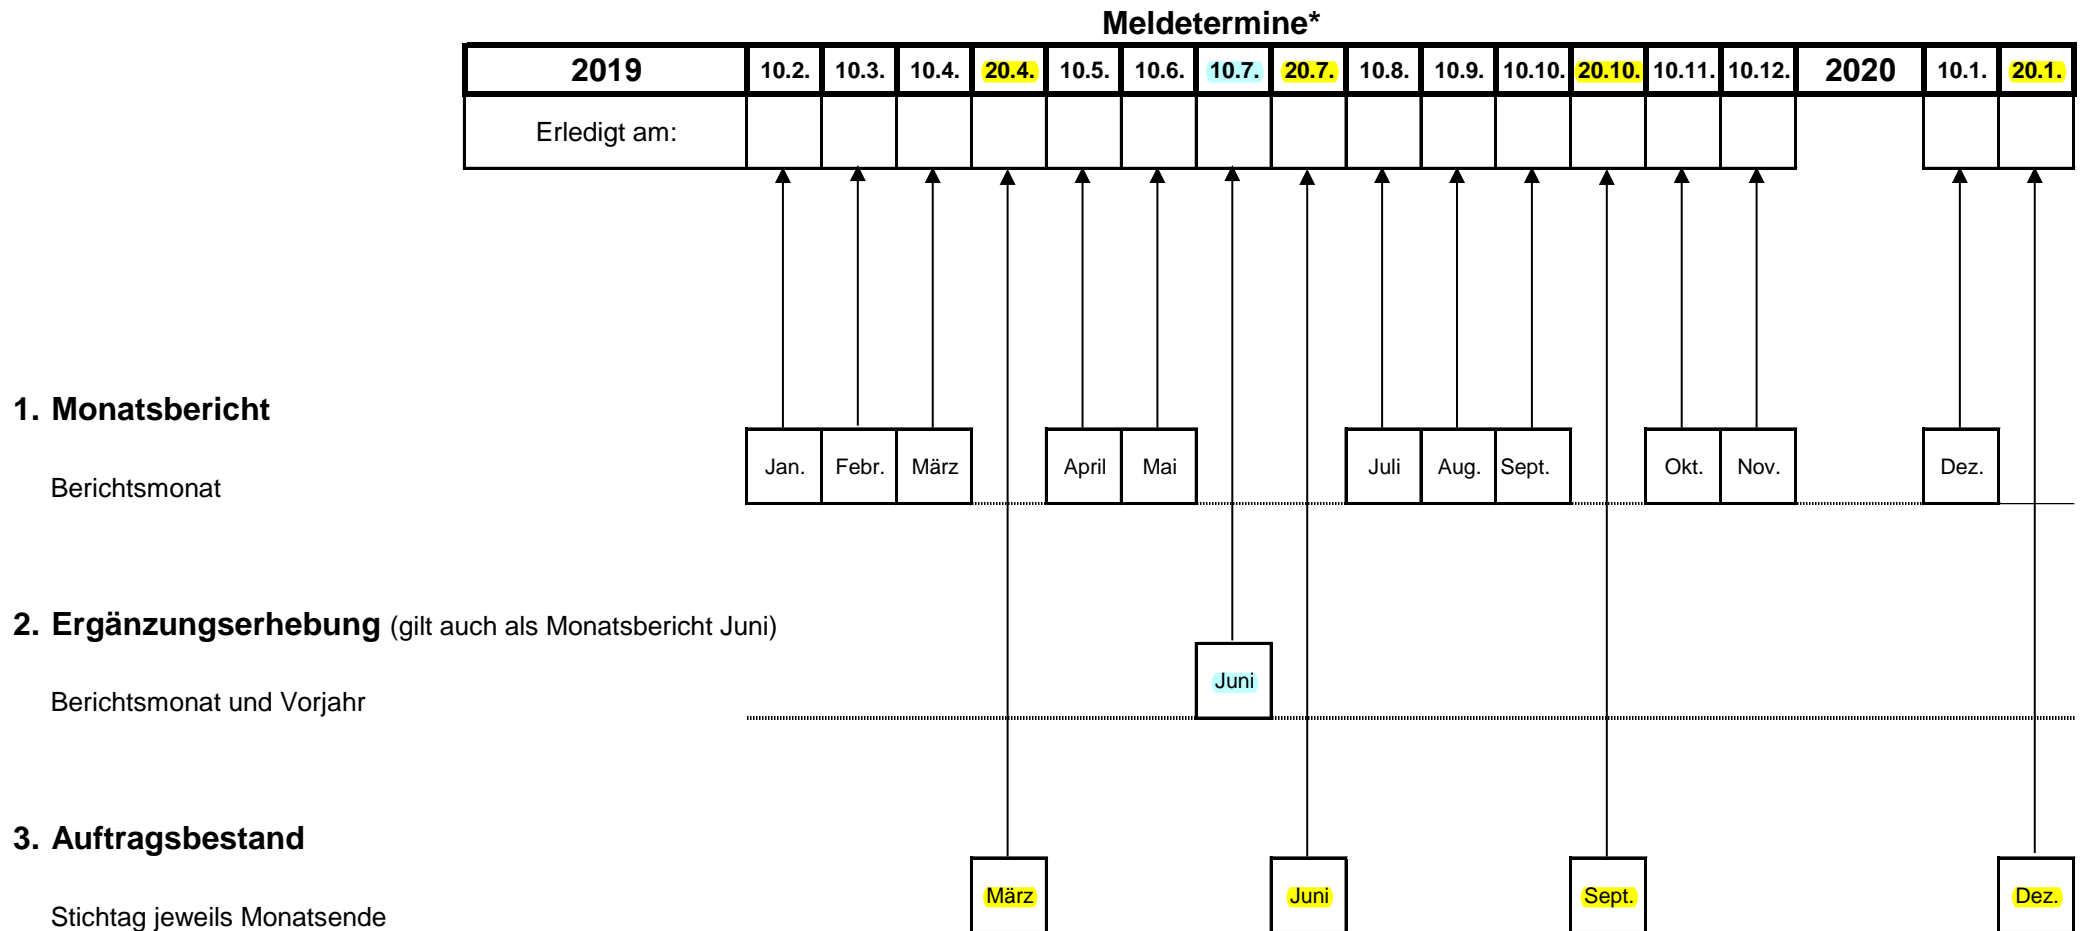 Meldetermine*
2019 10.2. 10.3. 10.4. 20.4. 10.5. 10.6. 10.7. 20.7. 10.8. 10.9. 10.10. 20.10. 10.11. 10.12. 2020 10.1. 20.1.
Erledigt am:
1. Monatsbericht
Jan. Febr. März April Mai Juli Aug. Sept. Okt. Nov. Dez.
Berichtsmonat
2. Ergänzungserhebung (gilt auch als Monatsbericht Juni)
Juni
Berichtsmonat und Vorjahr
3. Auftragsbestand
März Juni Sept. Dez.
Stichtag jeweils Monatsende